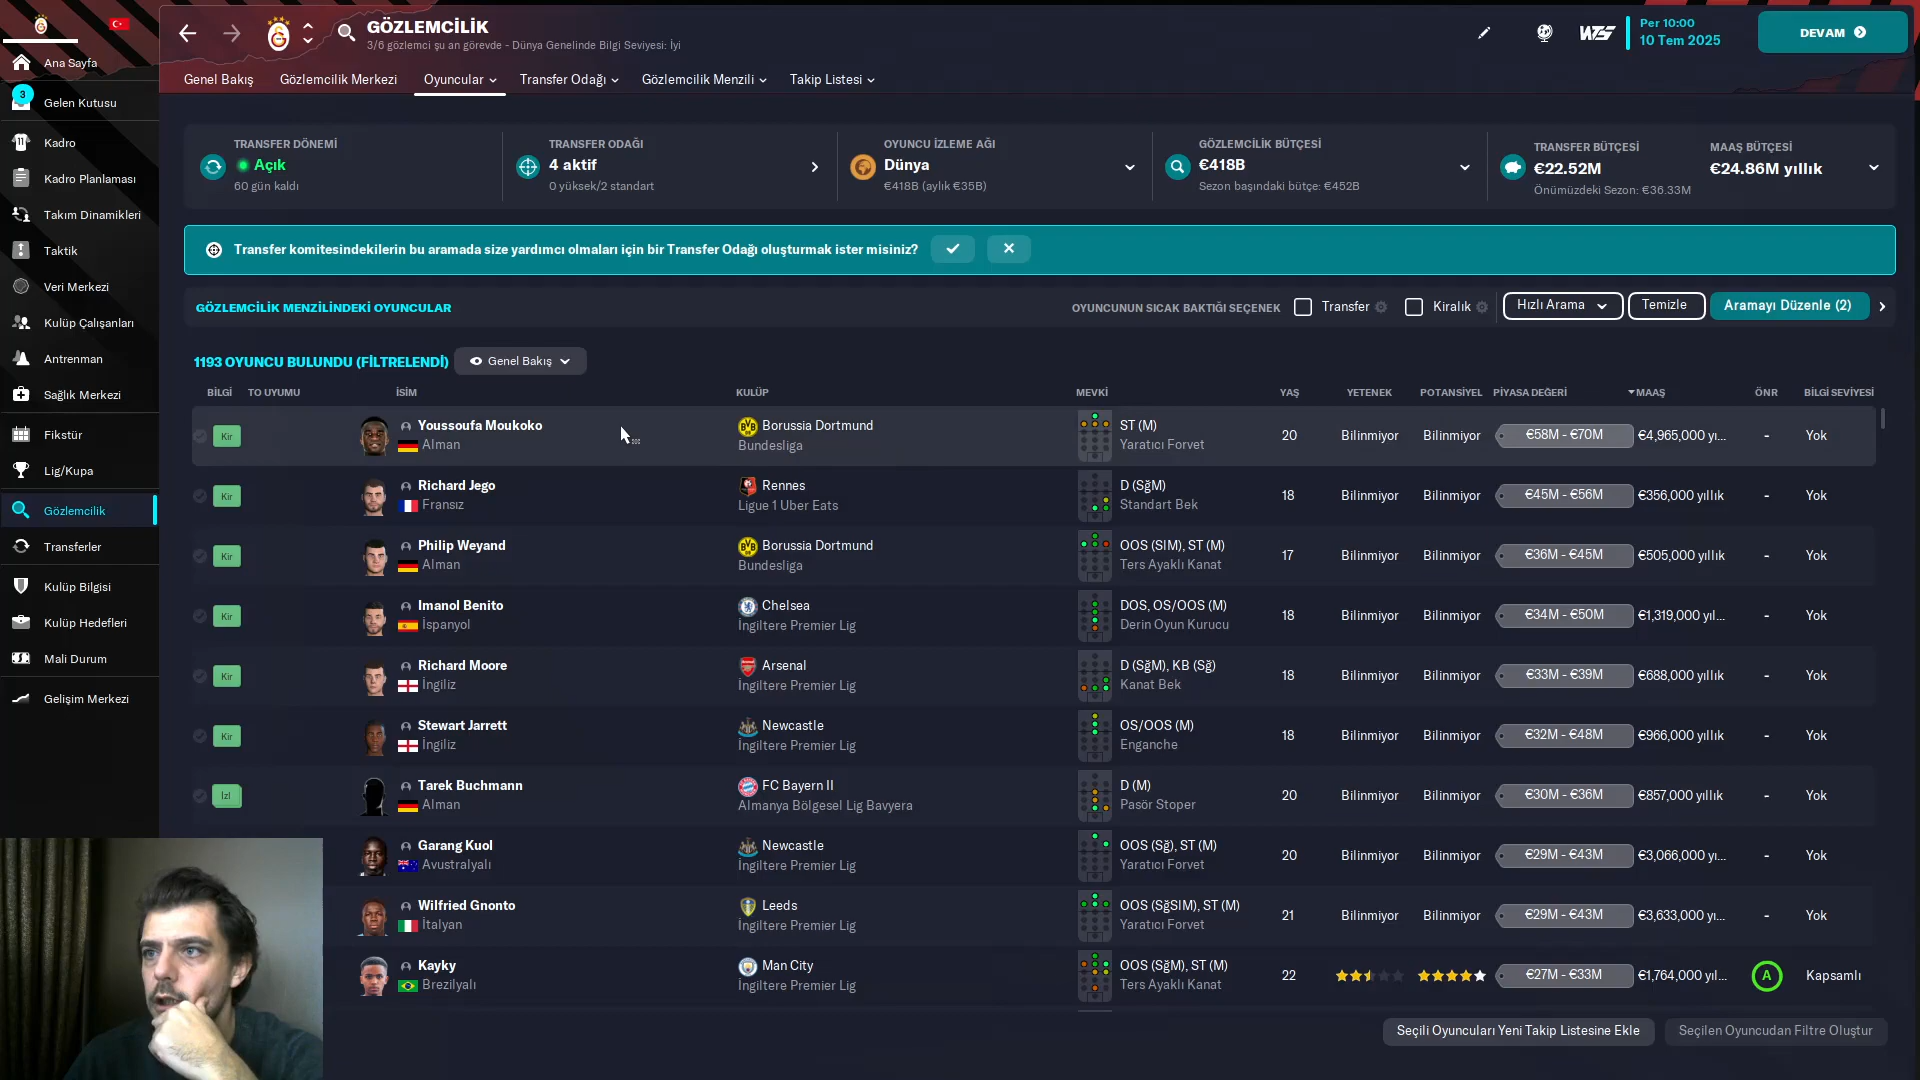 GÖZLEMCİLİK
3/6 gözlemci şu an görevde - Dünya Genelinde Bilgi Seviyesi: İyi
Per 10:00
10 Tem 2025
DEVAM
Genel Bakış
Gözlemcilik Merkezi
Oyuncular
Transfer Odağı
Gözlemcilik Menzili
Takip Listesi
Ana Sayfa
3
Gelen Kutusu
Kadro
Kadro Planlaması
Takım Dinamikleri
Taktik
Veri Merkezi
Kulüp Çalışanları
Antrenman
Sağlık Merkezi
Fikstür
Lig/Kupa
Gözlemcilik
Transferler
Kulüp Bilgisi
Kulüp Hedefleri
Mali Durum
Gelişim Merkezi
TRANSFER DÖNEMİ
Açık
60 gün kaldı
TRANSFER ODAĞI
4 aktif
0 yüksek/2 standart
OYUNCU İZLEME AĞI
Dünya
€418B (aylık €35B)
GÖZLEMCİLİK BÜTÇESİ
€418B
Sezon başındaki bütçe: €452B
TRANSFER BÜTÇESİ
€22.52M
Önümüzdeki Sezon: €36.33M
MAAŞ BÜTÇESİ
€24.86M yıllık
Transfer komitesindekilerin bu aramada size yardımcı olmaları için bir Transfer Odağı oluşturmak ister misiniz?
GÖZLEMCİLİK MENZİLİNDEKİ OYUNCULAR
OYUNCUNUN SICAK BAKTIĞI SEÇENEK
Transfer
Kiralık
Hızlı Arama
Temizle
Aramayı Düzenle (2)
1193 OYUNCU BULUNDU (FİLTRELENDİ)
Genel Bakış
BİLGİ TO UYUMU İSİM KULÜP MEVKİ YAŞ YETENEK POTANSİYEL PİYASA DEĞERİ MAAŞ ÖNR BİLGİ SEVİYESİ
Kir Youssoufa Moukoko Borussia Dortmund ST (M) 20 Bilinmiyor Bilinmiyor €58M - €70M €4,965,000 yı... - Yok
Alman Bundesliga Yaratıcı Forvet
Kir Richard Jego Rennes D (SğM) 18 Bilinmiyor Bilinmiyor €45M - €56M €356,000 yıllık - Yok
Fransız Ligue 1 Uber Eats Standart Bek
Kir Philip Weyand Borussia Dortmund OOS (SIM), ST (M) 17 Bilinmiyor Bilinmiyor €36M - €45M €505,000 yıllık - Yok
Alman Bundesliga Ters Ayaklı Kanat
Kir Imanol Benito Chelsea DOS, OS/OOS (M) 18 Bilinmiyor Bilinmiyor €34M - €50M €1,319,000 yıl... - Yok
İspanyol İngiltere Premier Lig Derin Oyun Kurucu
Kir Richard Moore Arsenal D (SğM), KB (Sğ) 18 Bilinmiyor Bilinmiyor €33M - €39M €688,000 yıllık - Yok
İngiliz İngiltere Premier Lig Kanat Bek
Kir Stewart Jarrett Newcastle OS/OOS (M) 18 Bilinmiyor Bilinmiyor €32M - €48M €966,000 yıllık - Yok
İngiliz İngiltere Premier Lig Enganche
İzl Tarek Buchmann FC Bayern II D (M) 20 Bilinmiyor Bilinmiyor €30M - €36M €857,000 yıllık - Yok
Alman Almanya Bölgesel Lig Bavyera Pasör Stoper
Garang Kuol Newcastle OOS (Sğ), ST (M) 20 Bilinmiyor Bilinmiyor €29M - €43M €3,066,000 yı... - Yok
Avustralyalı İngiltere Premier Lig Yaratıcı Forvet
Wilfried Gnonto Leeds OOS (SğSIM), ST (M) 21 Bilinmiyor Bilinmiyor €29M - €43M €3,633,000 yı... - Yok
İtalyan İngiltere Premier Lig Yaratıcı Forvet
Kayky Man City OOS (SğM), ST (M) 22 €27M - €33M €1,764,000 yıl... A Kapsamlı
Brezilyalı İngiltere Premier Lig Ters Ayaklı Kanat
Seçili Oyuncuları Yeni Takip Listesine Ekle
Seçilen Oyuncudan Filtre Oluştur